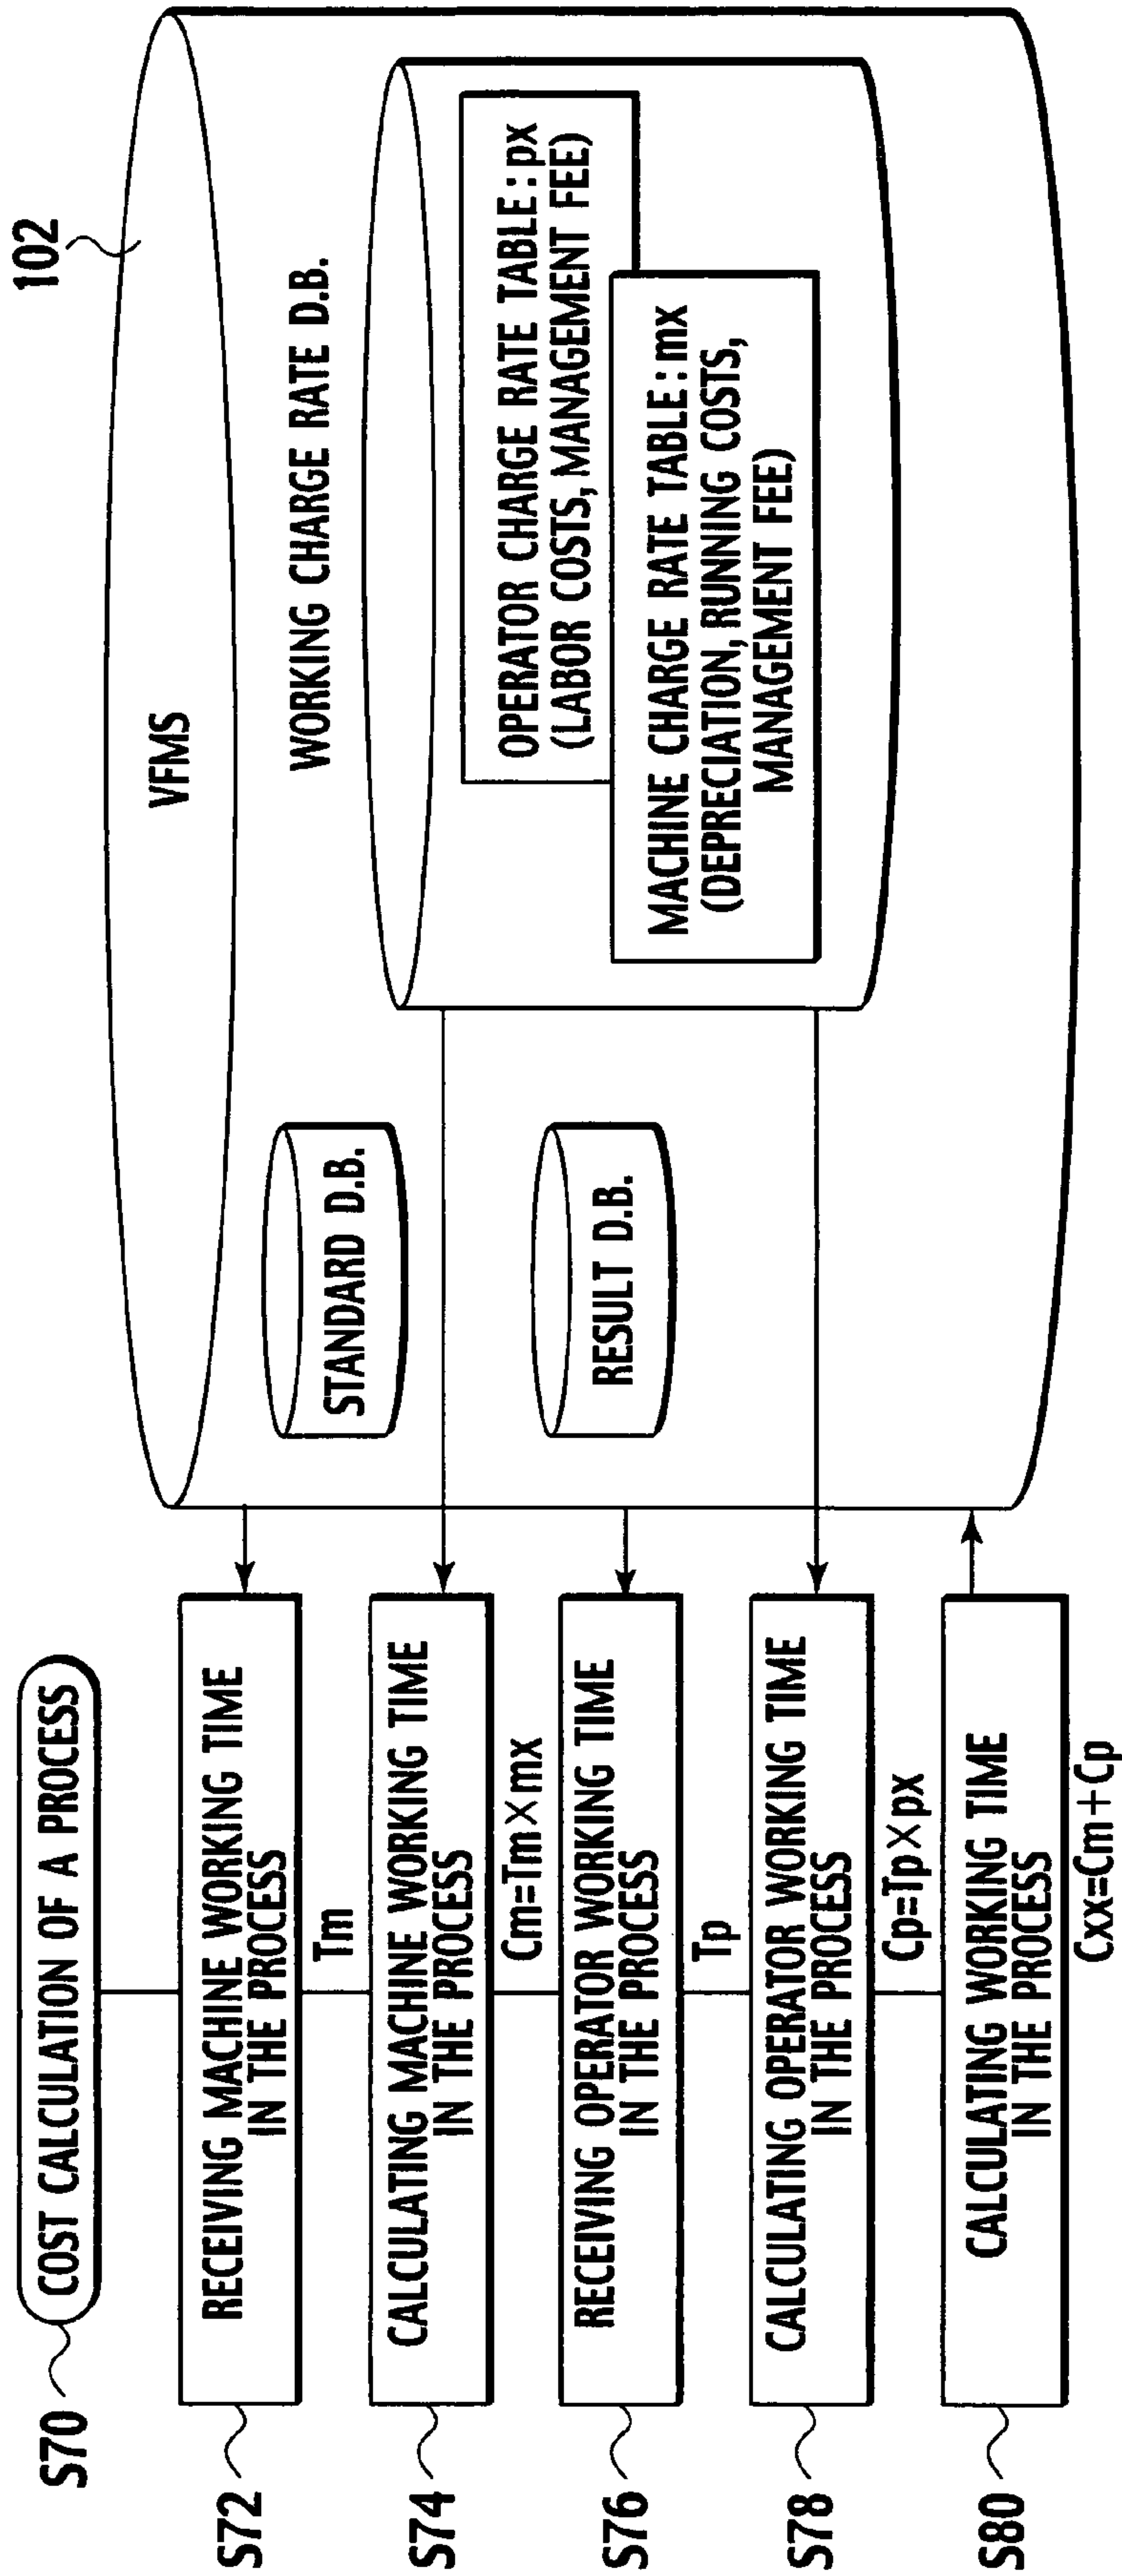 S70
COST CALCULATION OF A PROCESS
S72
RECEIVING MACHINE WORKING TIME
IN THE PROCESS
Tm
S74
CALCULATING MACHINE WORKING TIME
IN THE PROCESS
Cm=Tm×mx
S76
RECEIVING OPERATOR WORKING TIME
IN THE PROCESS
Tp
S78
CALCULATING OPERATOR WORKING TIME
IN THE PROCESS
Cp=Tp×px
S80
CALCULATING WORKING TIME
IN THE PROCESS
Cxx=Cm+Cp
102
VFMS
STANDARD D.B.
RESULT D.B.
WORKING CHARGE RATE D.B.
OPERATOR CHARGE RATE TABLE:px
(LABOR COSTS, MANAGEMENT FEE)
MACHINE CHARGE RATE TABLE:mx
(DEPRECIATION, RUNNING COSTS,
MANAGEMENT FEE)